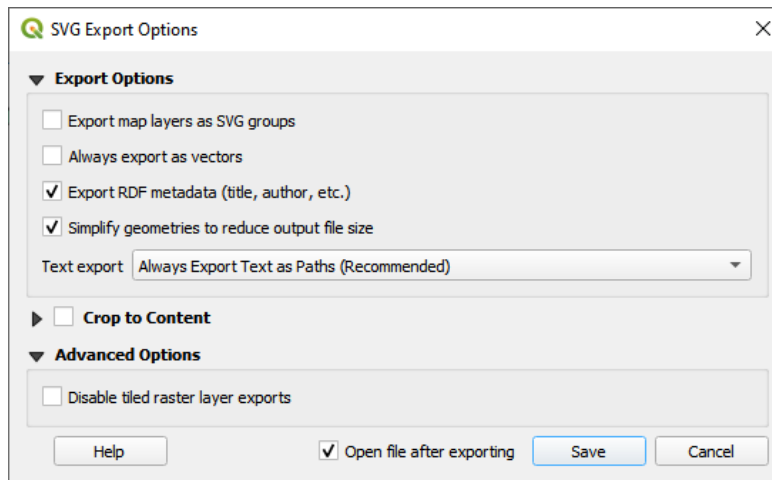 SVG Export Options
Export Options
Export map layers as SVG groups
Always export as vectors
Export RDF metadata (title, author, etc.)
Simplify geometries to reduce output file size
Text export Always Export Text as Paths (Recommended)
Crop to Content
Advanced Options
Disable tiled raster layer exports
Help Open file after exporting Save Cancel